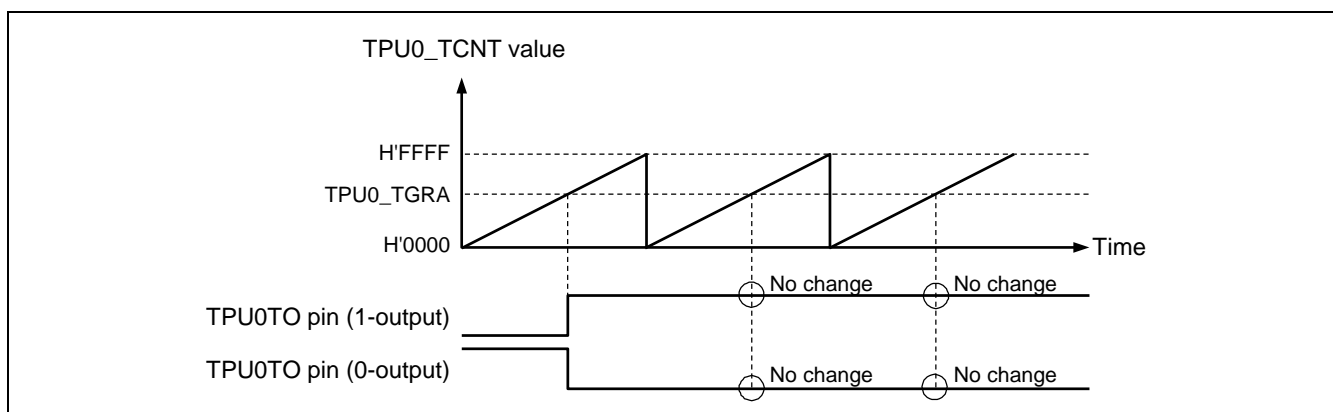 TPU0_TCNT value
H'FFFF
TPU0_TGRA
H'0000
Time
No change No change
TPU0TO pin (1-output)
TPU0TO pin (0-output)
No change No change